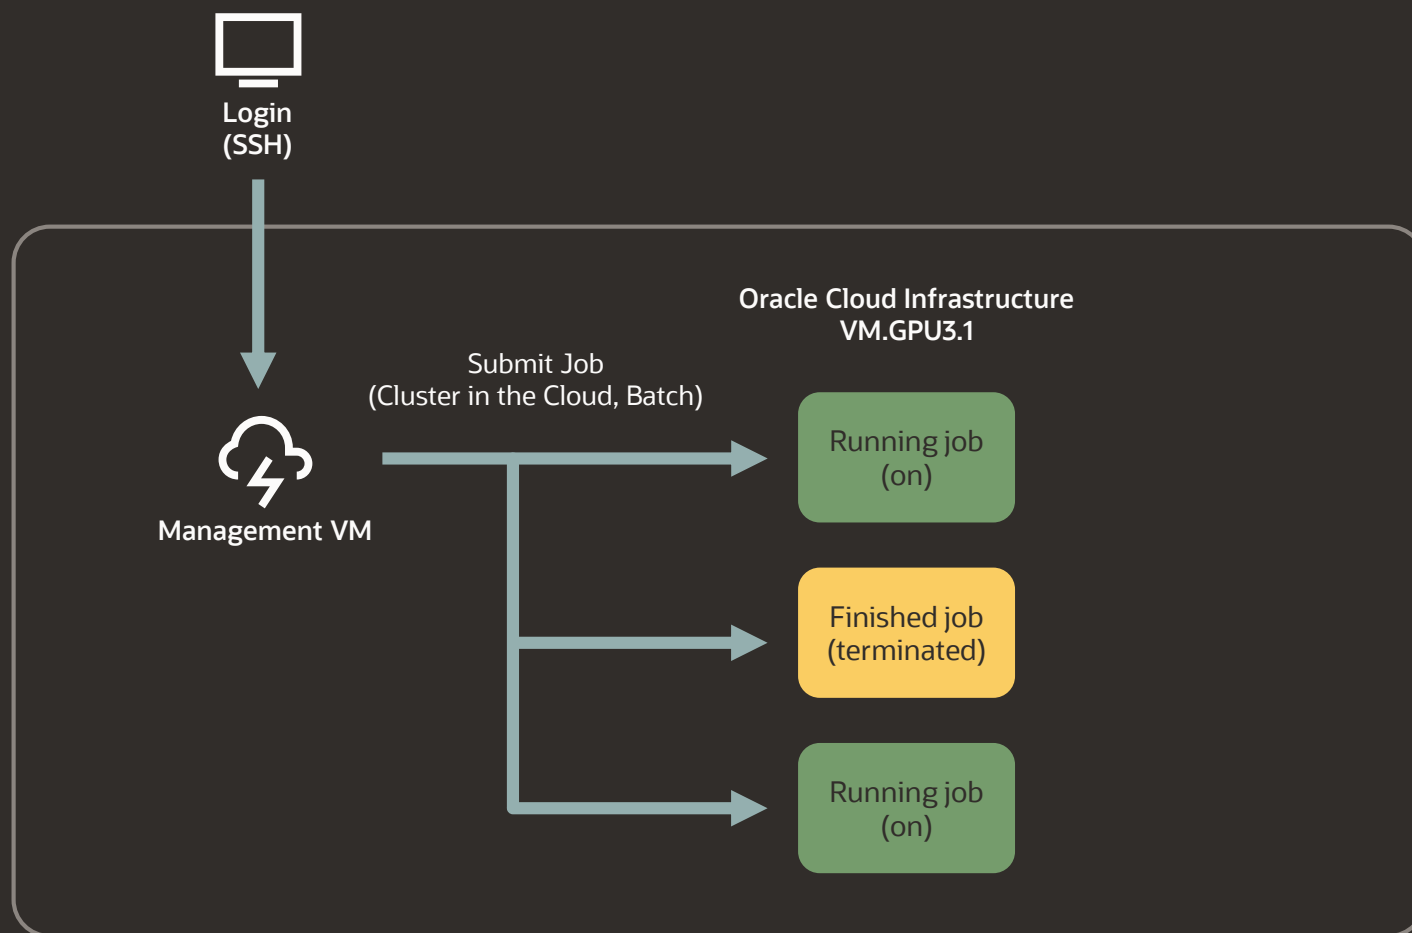 Login
(SSH)
Oracle Cloud Infrastructure
VM.GPU3.1
Submit Job
(Cluster in the Cloud, Batch)
Management VM
Running job
(on)
Finished job
(terminated)
Running job
(on)